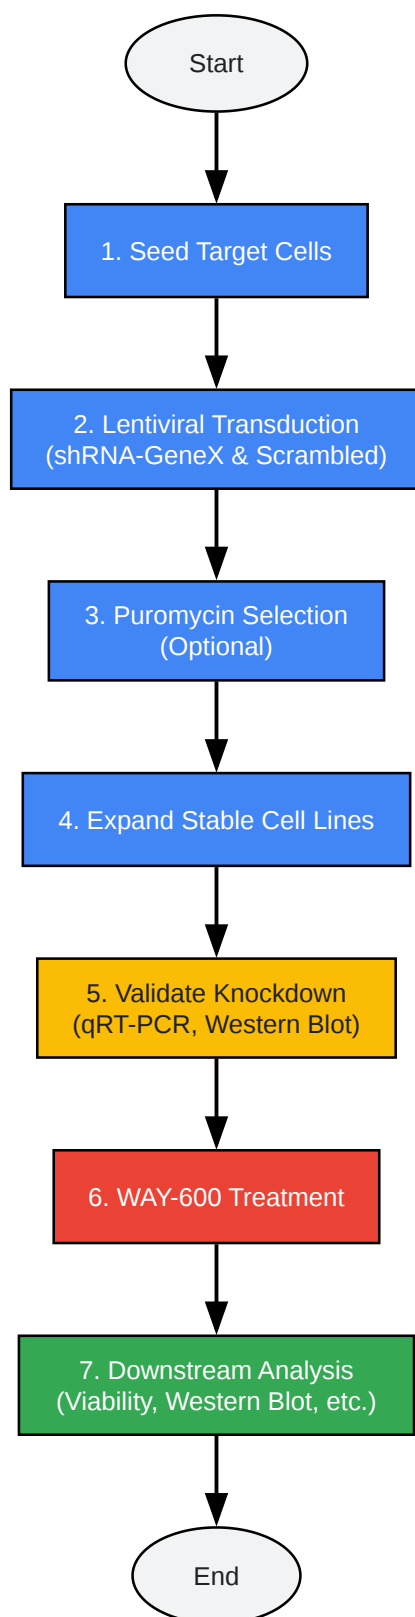 Start
1. Seed Target Cells
2. Lentiviral Transduction
(shRNA-GeneX & Scrambled)
3. Puromycin Selection
(Optional)
4. Expand Stable Cell Lines
5. Validate Knockdown
(qRT-PCR, Western Blot)
6. WAY-600 Treatment
7. Downstream Analysis
(Viability, Western Blot, etc.)
End